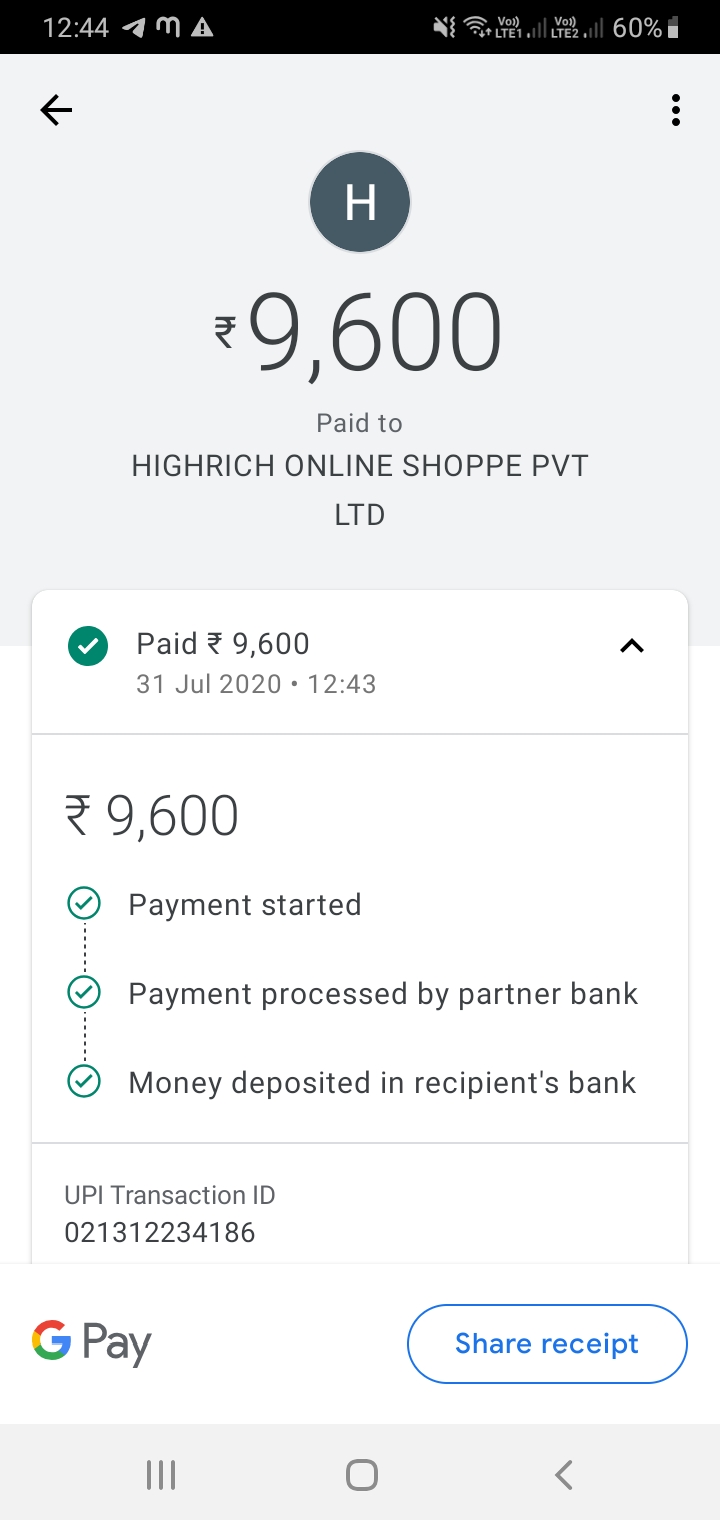 12:44 Vo)) LTE1 Vo)) LTE2 60%
H
₹9,600
Paid to
HIGHRICH ONLINE SHOPPE PVT
LTD
Paid ₹ 9,600
31 Jul 2020 • 12:43
₹ 9,600
Payment started
Payment processed by partner bank
Money deposited in recipient's bank
UPI Transaction ID
021312234186
G Pay
Share receipt